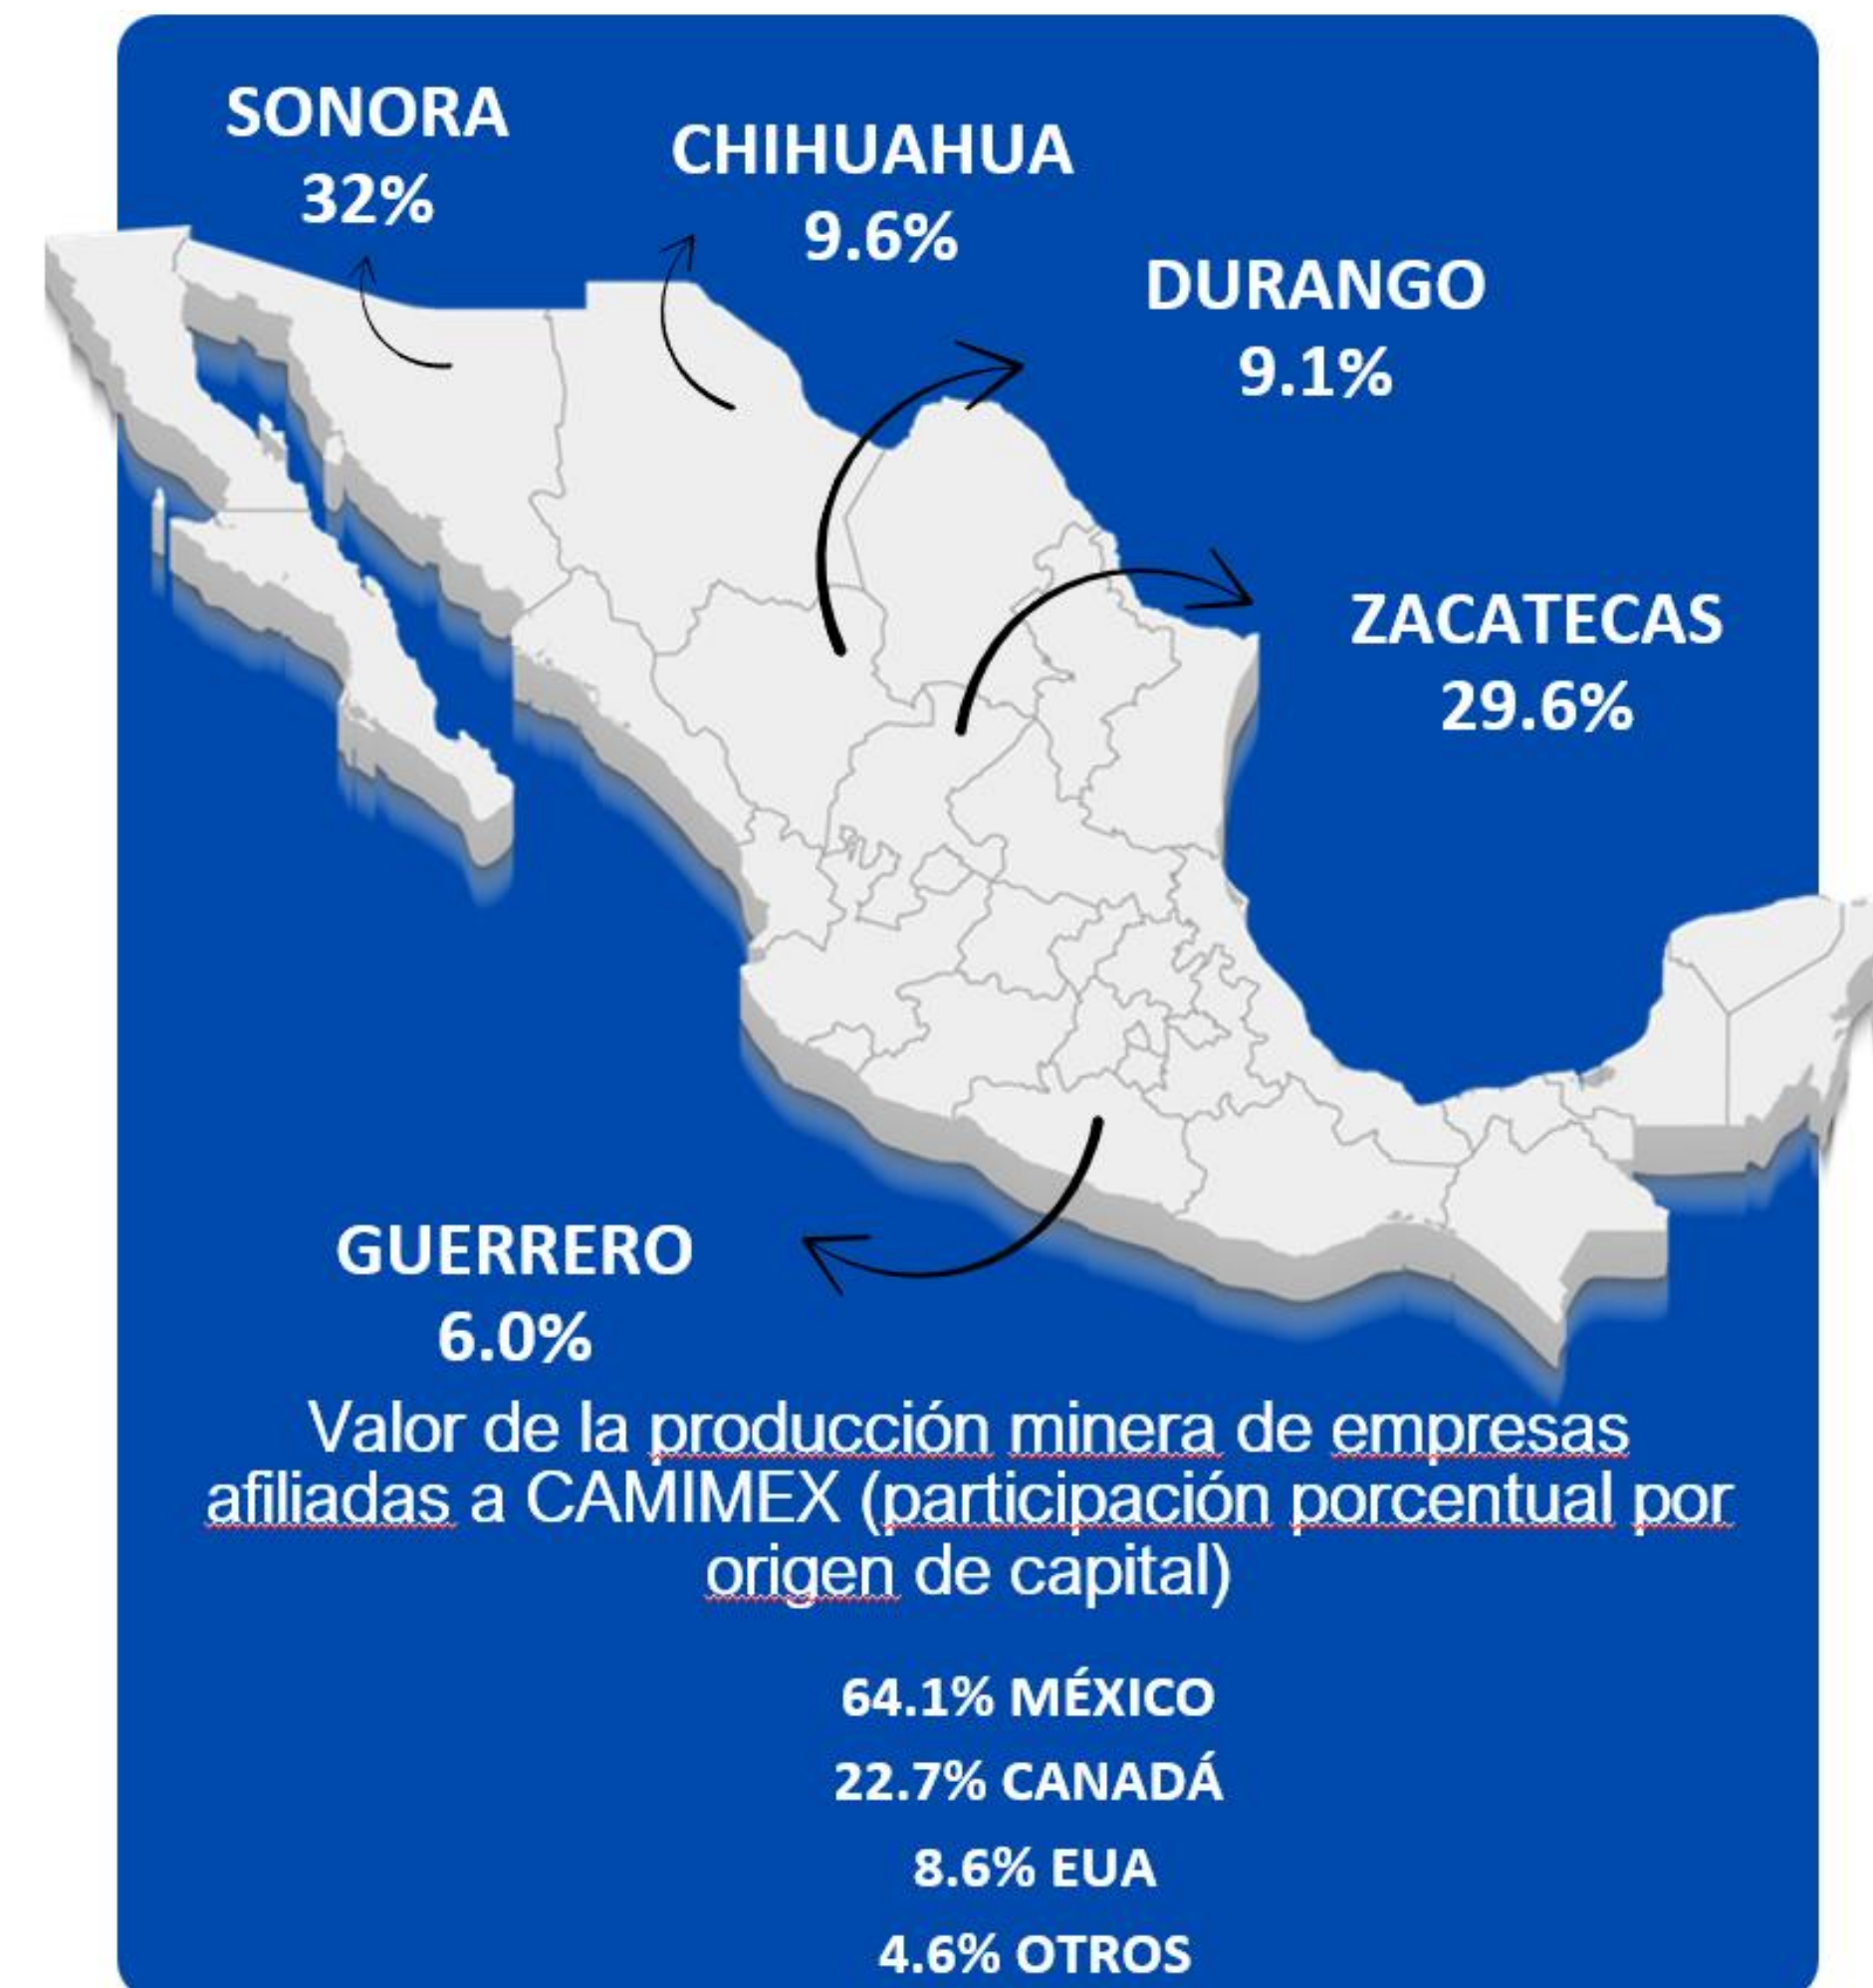 SONORA
32%
CHIHUAHUA
9.6%
DURANGO
9.1%
ZACATECAS
29.6%
GUERRERO
6.0%
Valor de la producción minera de empresas
afiliadas a CAMIMEX (participación porcentual por
origen de capital)
64.1% MÉXICO
22.7% CANADÁ
8.6% EUA
4.6% OTROS